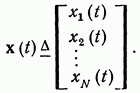 x₁(t)
x₂(t)
x(t) ≜ ⋮
x_N(t) .